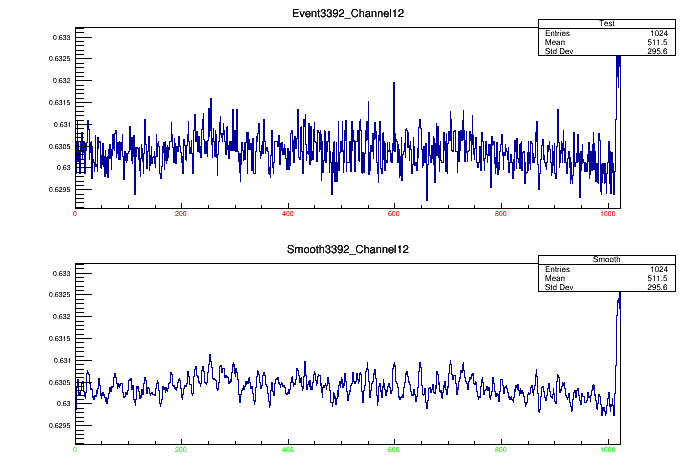 Event3392_Channel12
Test
Entries 1024
Mean 511.5
Std Dev 295.6
0.633
0.6325
0.632
0.6315
0.631
0.6305
0.63
0.6295
0 200 400 600 800 1000
Smooth3392_Channel12
Smooth
Entries 1024
Mean 511.5
Std Dev 295.6
0.633
0.6325
0.632
0.6315
0.631
0.6305
0.63
0.6295
0 200 400 600 800 1000